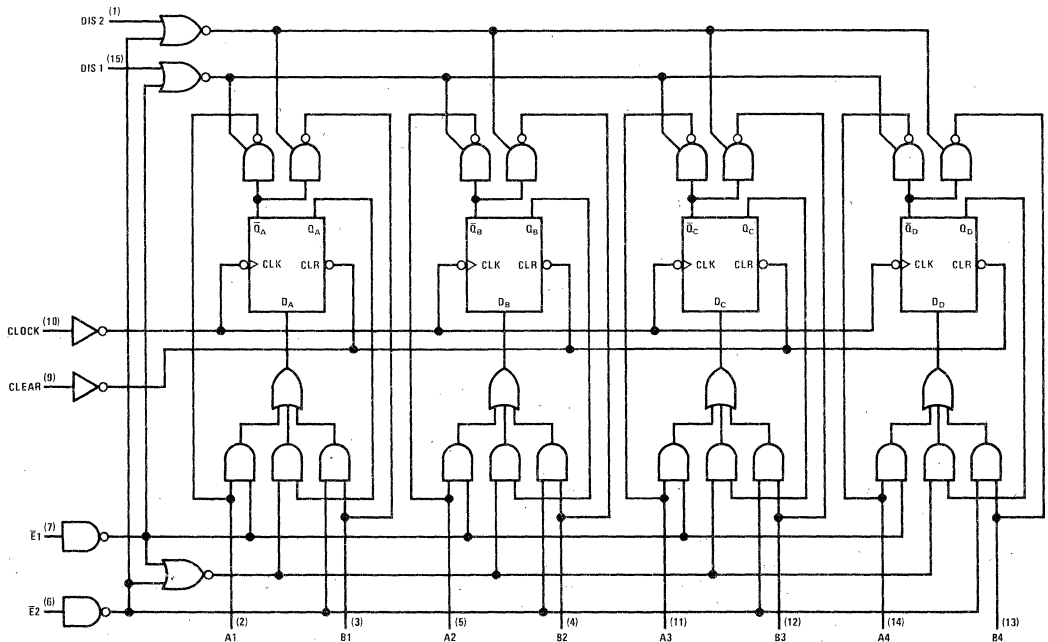 DIS 2 (1)
DIS 1 (15)
Q̅A QA Q̅B QB Q̅C QC Q̅D QD
CLK CLR CLK CLR CLK CLR CLK CLR
DA DB DC DD
CLOCK (10)
CLEAR (9)
E̅1 (7)
E̅2 (6)
(2) (3) (5) (4) (11) (12) (14) (13)
A1 B1 A2 B2 A3 B3 A4 B4